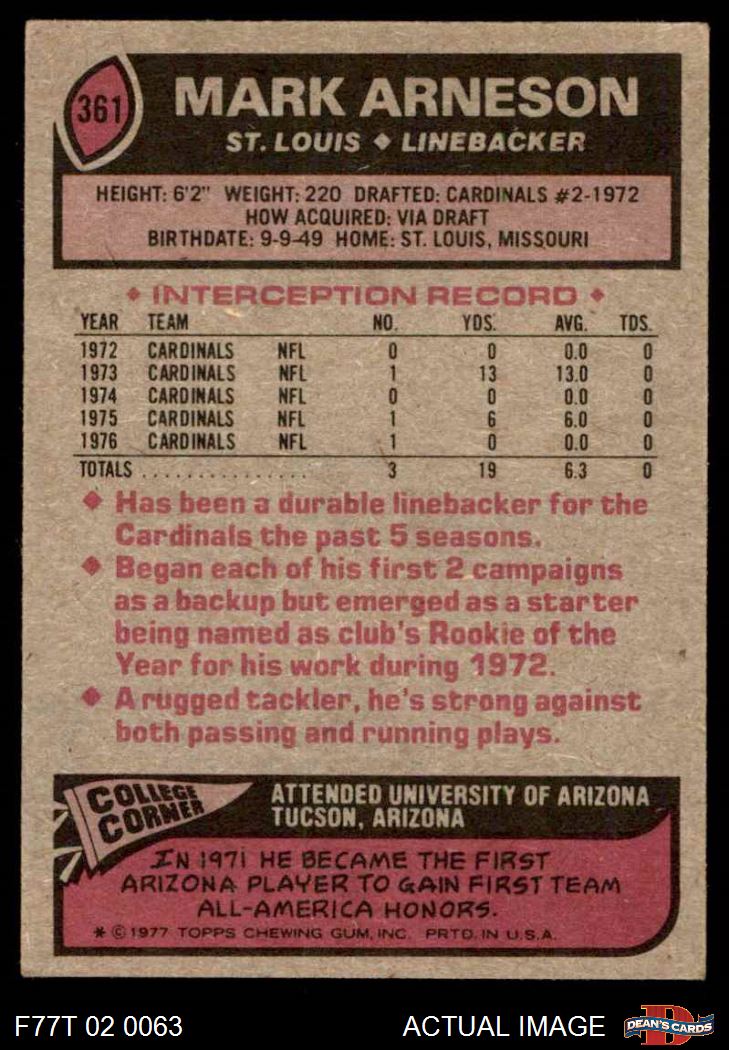 361
MARK ARNESON
ST. LOUIS ◆ LINEBACKER
HEIGHT: 6'2" WEIGHT: 220 DRAFTED: CARDINALS #2-1972
HOW ACQUIRED: VIA DRAFT
BIRTHDATE: 9-9-49 HOME: ST. LOUIS, MISSOURI
◆ INTERCEPTION RECORD ◆
YEAR TEAM NO. YDS. AVG. TDS.
1972 CARDINALS NFL 0 0 0.0 0
1973 CARDINALS NFL 1 13 13.0 0
1974 CARDINALS NFL 0 0 0.0 0
1975 CARDINALS NFL 1 6 6.0 0
1976 CARDINALS NFL 1 0 0.0 0
TOTALS ................ 3 19 6.3 0
◆ Has been a durable linebacker for the
Cardinals the past 5 seasons.
◆ Began each of his first 2 campaigns
as a backup but emerged as a starter
being named as club's Rookie of the
Year for his work during 1972.
◆ A rugged tackler, he's strong against
both passing and running plays.
COLLEGE
CORNER
ATTENDED UNIVERSITY OF ARIZONA
TUCSON, ARIZONA
IN 1971 HE BECAME THE FIRST
ARIZONA PLAYER TO GAIN FIRST TEAM
ALL-AMERICA HONORS.
* © 1977 TOPPS CHEWING GUM, INC. PRTD. IN U.S.A.
F77T 02 0063 ACTUAL IMAGE
D
DEAN'S CARDS